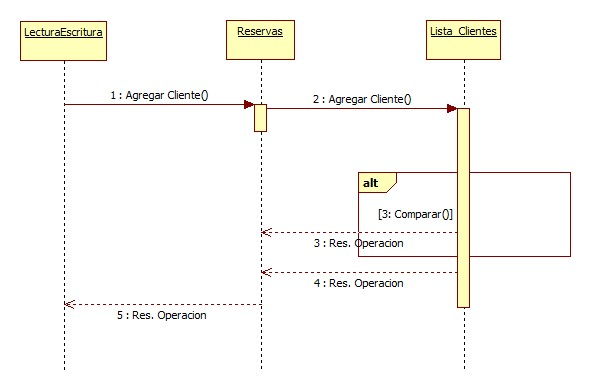 LecturaEscritura
Reservas
Lista_Clientes
1 : Agregar Cliente()
2 : Agregar Cliente()
alt
[3: Comparar()]
3 : Res. Operacion
4 : Res. Operacion
5 : Res. Operacion